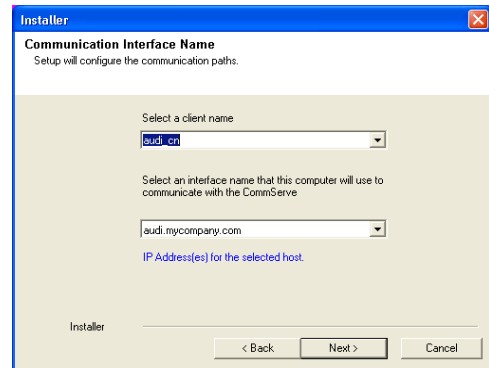 Installer
Communication Interface Name
Setup will configure the communication paths.
Select a client name
audi_cn
Select an interface name that this computer will use to
communicate with the CommServe
audi.mycompany.com
IP Address(es) for the selected host.
Installer
< Back
Next >
Cancel